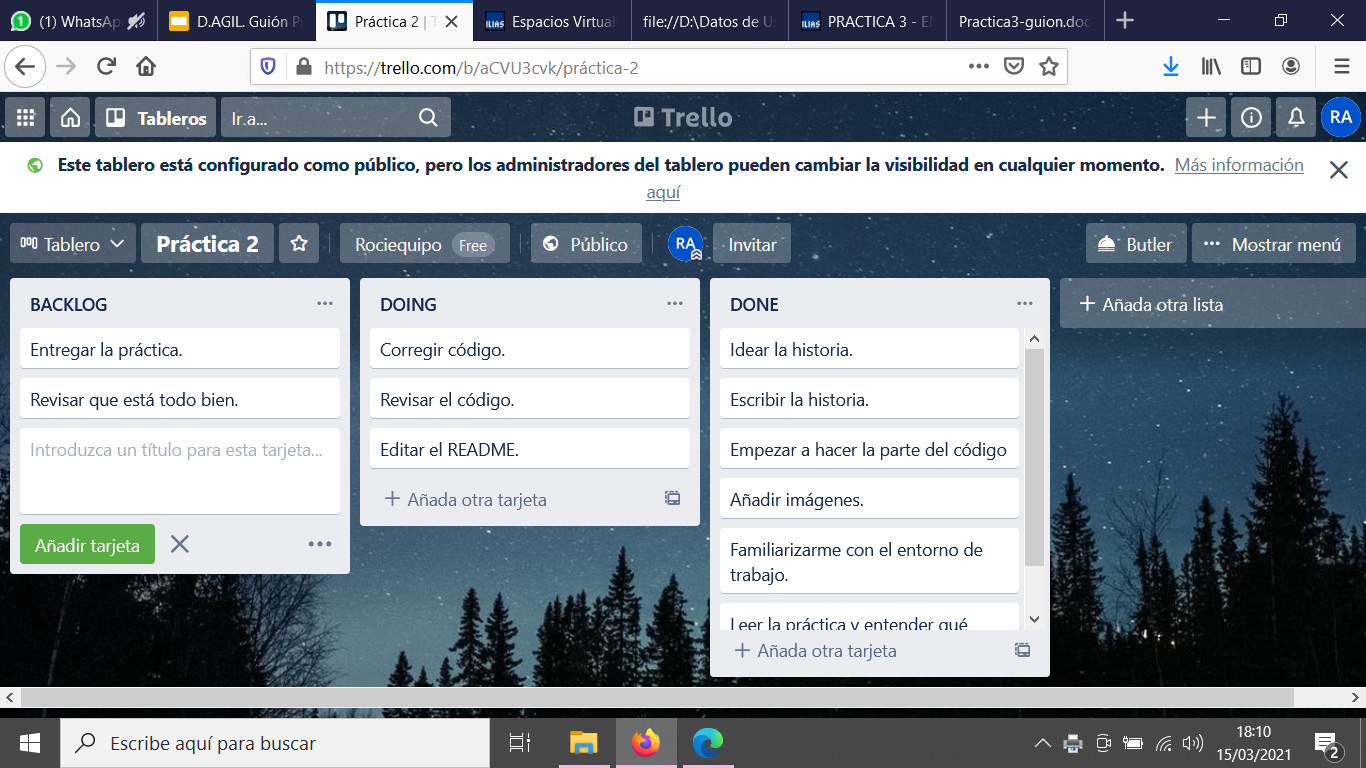 (1) WhatsAp
D.AGIL. Guión P
Práctica 2 | T
Espacios Virtual
file://D:\Datos de U
PRACTICA 3 - E
Practica3-guion.doc
https://trello.com/b/aCVU3cvk/práctica-2
Tableros
Ir a...
Trello
RA
Este tablero está configurado como público, pero los administradores del tablero pueden cambiar la visibilidad en cualquier momento. Más información
aquí
Tablero
Práctica 2
Rociequipo Free
Público
RA
Invitar
Butler
Mostrar menú
BACKLOG
Entregar la práctica.
Revisar que está todo bien.
Introduzca un título para esta tarjeta...
Añadir tarjeta
DOING
Corregir código.
Revisar el código.
Editar el README.
Añada otra tarjeta
DONE
Idear la historia.
Escribir la historia.
Empezar a hacer la parte del código
Añadir imágenes.
Familiarizarme con el entorno de
trabajo.
Leer la práctica y entender qué
Añada otra tarjeta
Añada otra lista
Escribe aquí para buscar
18:10
15/03/2021
2